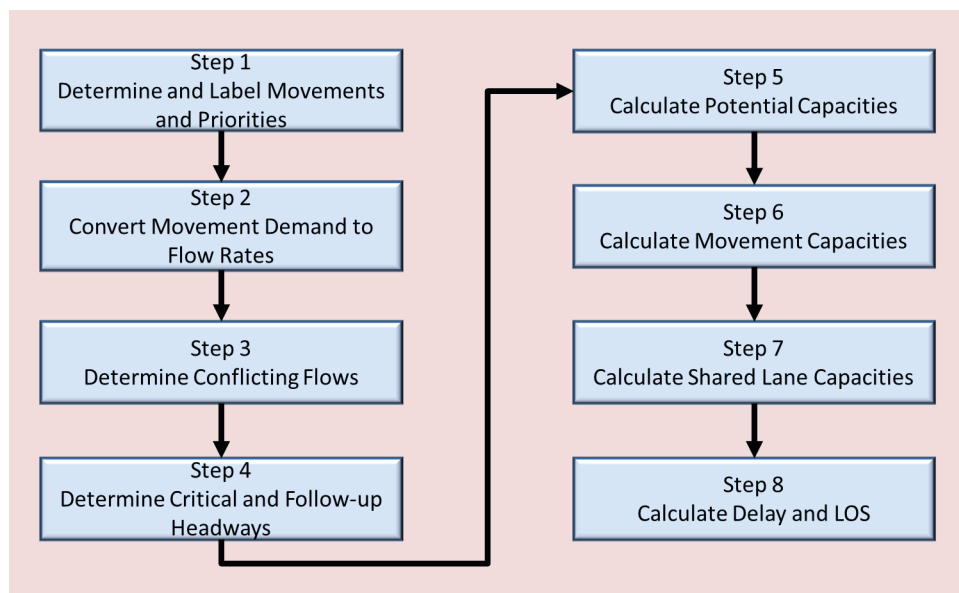 Step 1
Determine and Label Movements
and Priorities
Step 2
Convert Movement Demand to
Flow Rates
Step 3
Determine Conflicting Flows
Step 4
Determine Critical and Follow-up
Headways
Step 5
Calculate Potential Capacities
Step 6
Calculate Movement Capacities
Step 7
Calculate Shared Lane Capacities
Step 8
Calculate Delay and LOS